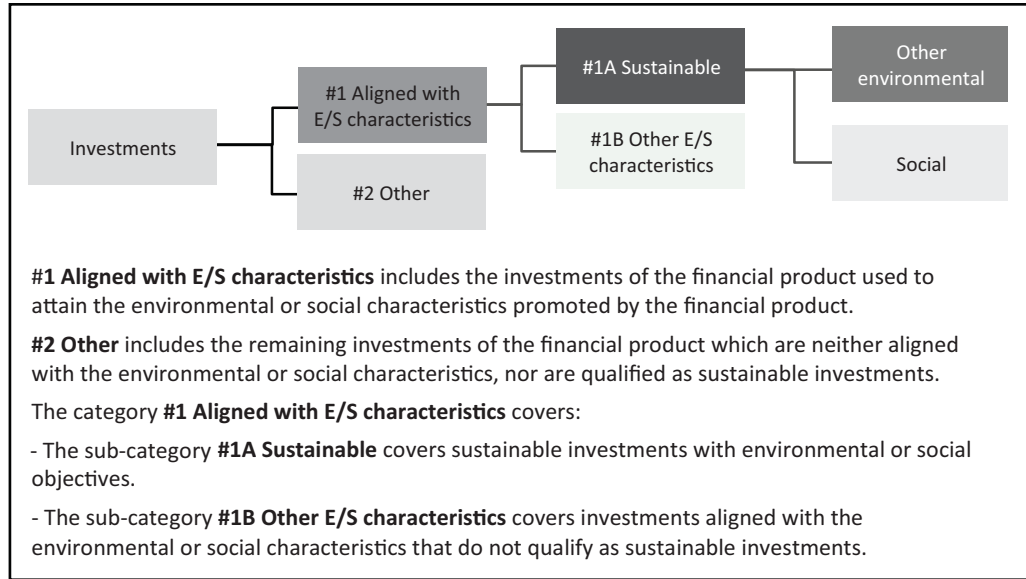 Investments
#1 Aligned with
E/S characteristics
#2 Other
#1A Sustainable
#1B Other E/S
characteristics
Other
environmental
Social
#1 Aligned with E/S characteristics includes the investments of the financial product used to
attain the environmental or social characteristics promoted by the financial product.
#2 Other includes the remaining investments of the financial product which are neither aligned
with the environmental or social characteristics, nor are qualified as sustainable investments.
The category #1 Aligned with E/S characteristics covers:
- The sub-category #1A Sustainable covers sustainable investments with environmental or social
objectives.
- The sub-category #1B Other E/S characteristics covers investments aligned with the
environmental or social characteristics that do not qualify as sustainable investments.